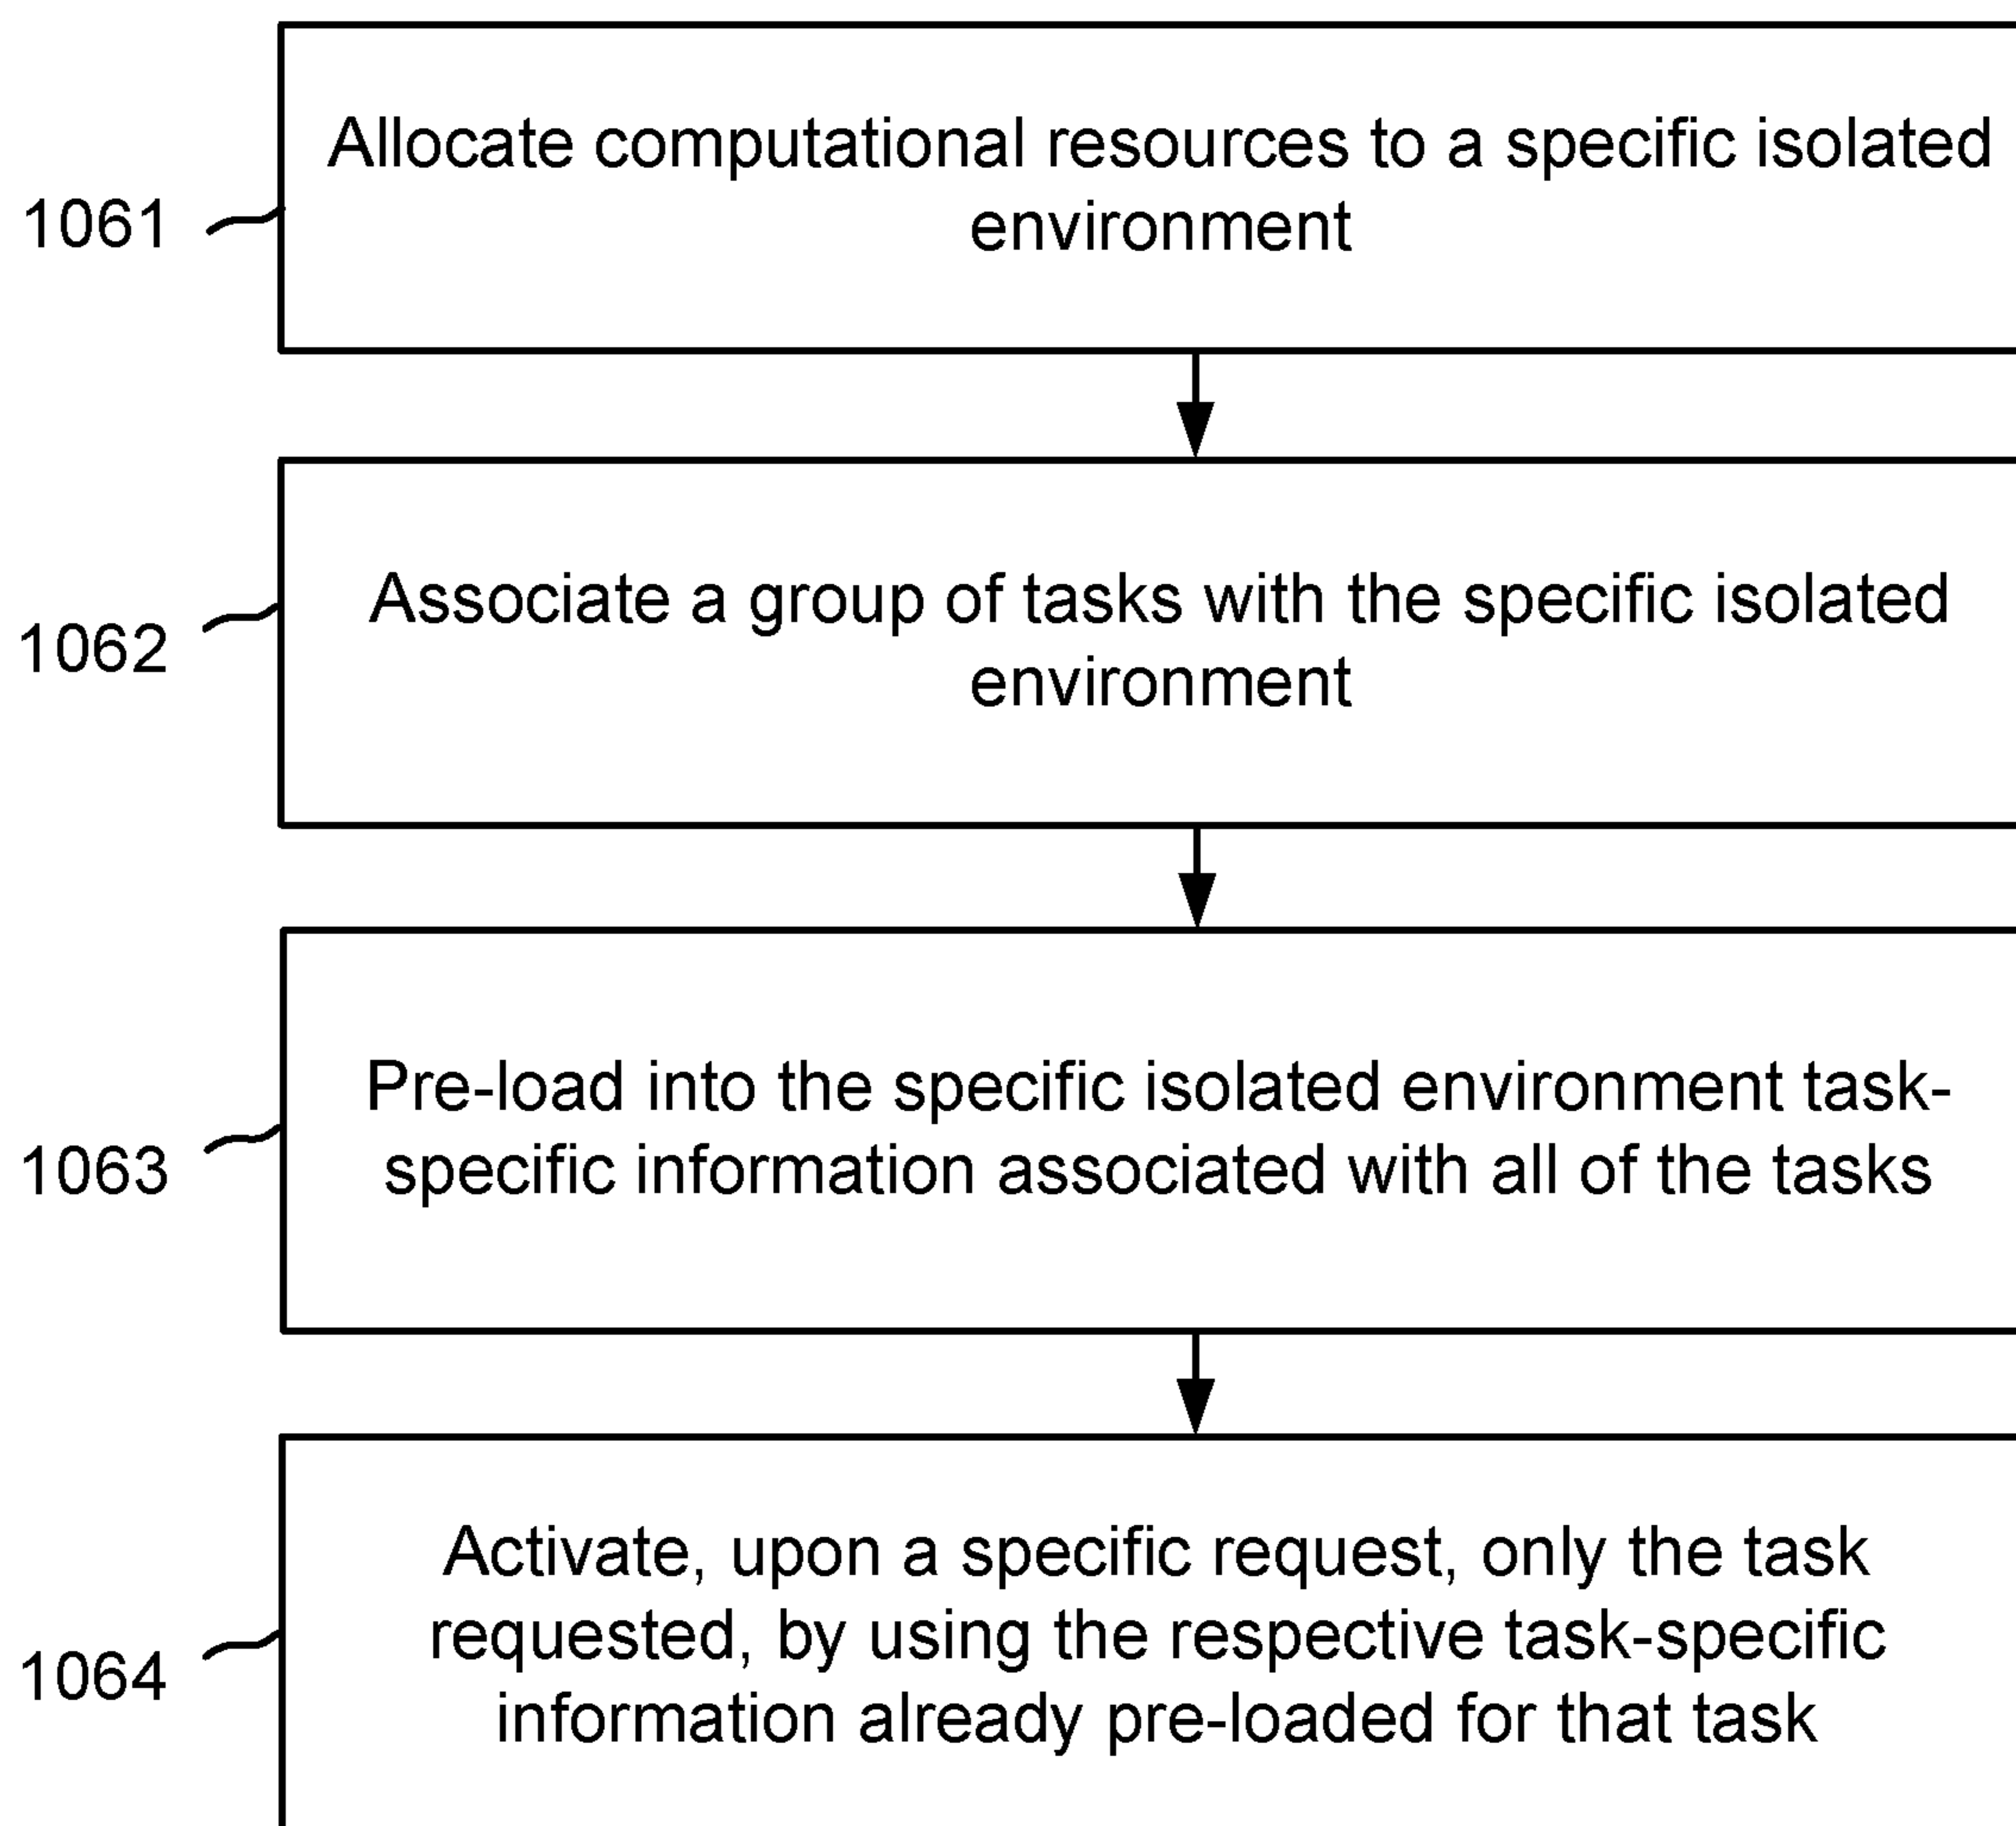 Allocate computational resources to a specific isolated
environment
1061
Associate a group of tasks with the specific isolated
environment
1062
Pre-load into the specific isolated environment task-
specific information associated with all of the tasks
1063
Activate, upon a specific request, only the task
requested, by using the respective task-specific
information already pre-loaded for that task
1064